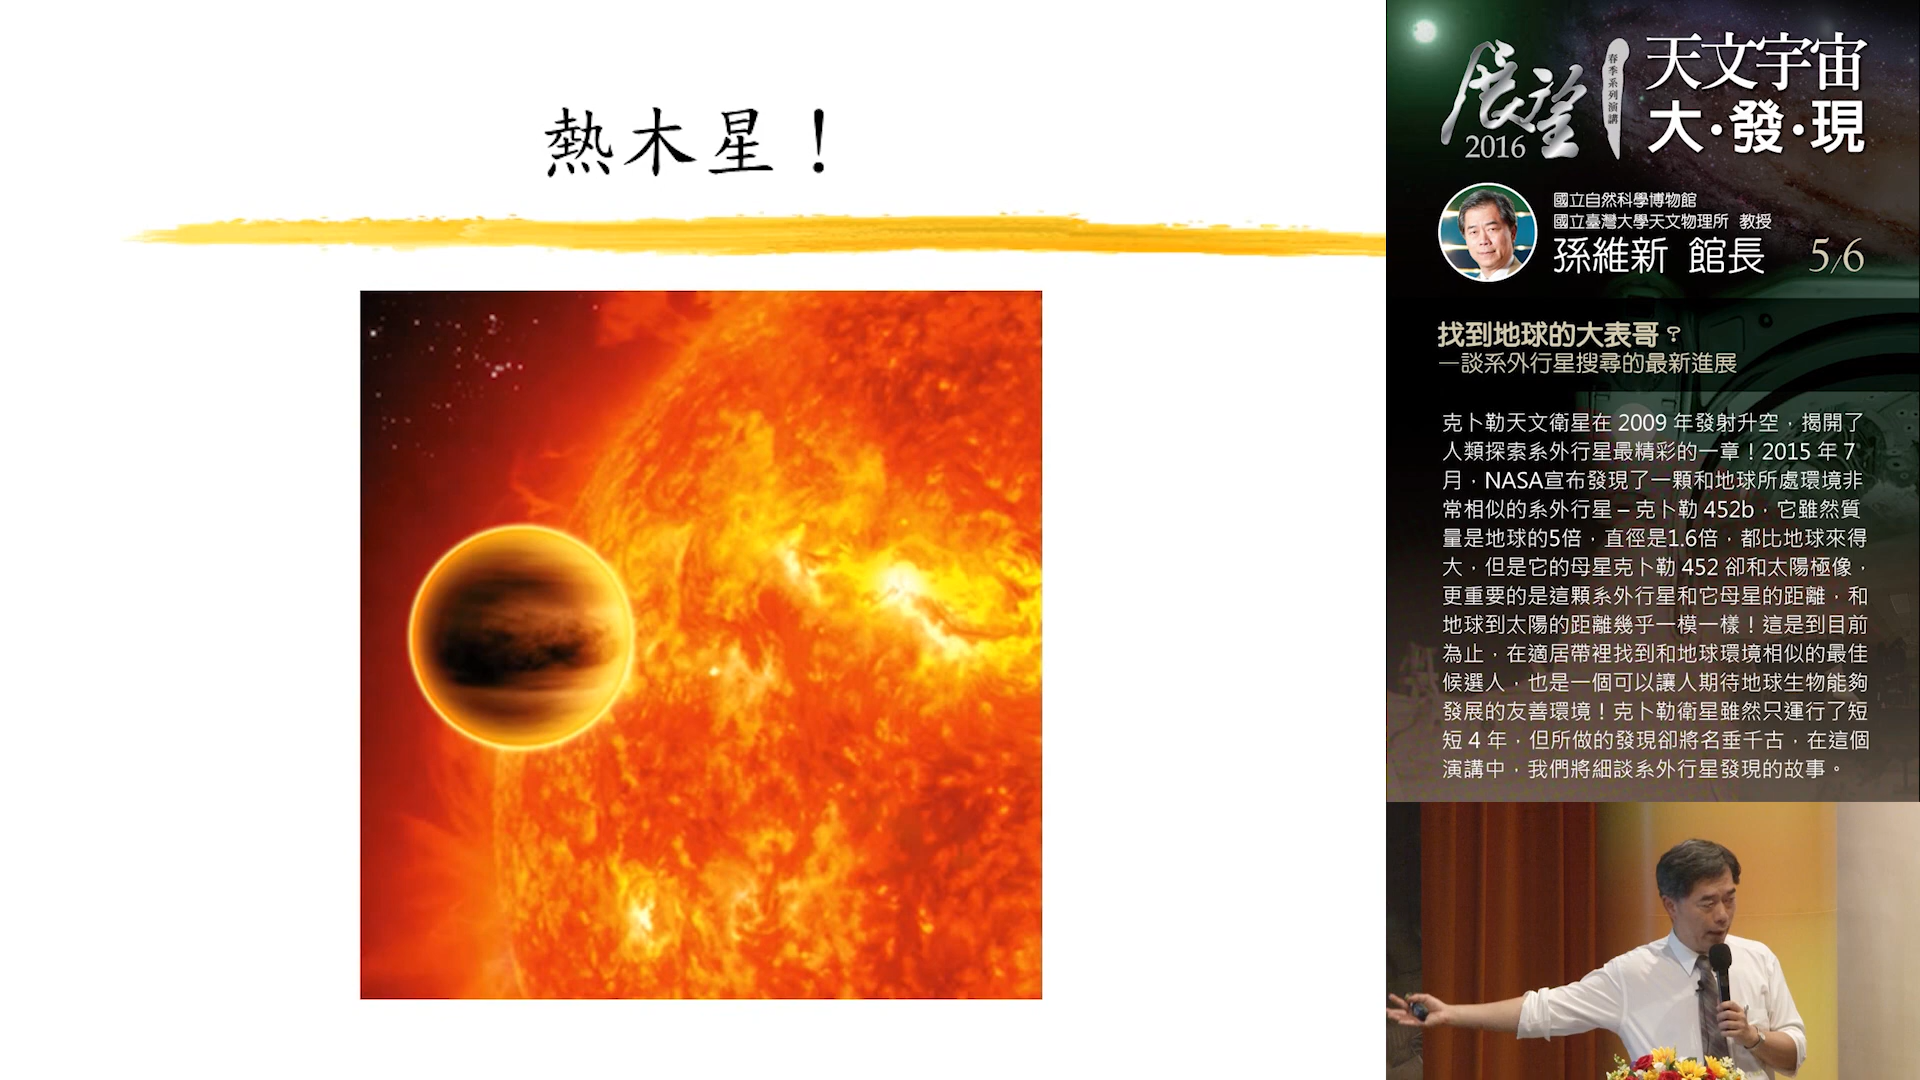 熱木星！
展望
2016
春季系列演講
天文宇宙
大·發·現
國立自然科學博物館
國立臺灣大學天文物理所 教授
孫維新 館長 5/6
找到地球的大表哥？
—談系外行星搜尋的最新進展
克卜勒天文衛星在 2009 年發射升空，揭開了
人類探索系外行星最精彩的一章！2015 年 7
月，NASA宣布發現了一顆和地球所處環境非
常相似的系外行星 – 克卜勒 452b，它雖然質
量是地球的5倍，直徑是1.6倍，都比地球來得
大，但是它的母星克卜勒 452 卻和太陽極像，
更重要的是這顆系外行星和它母星的距離，和
地球到太陽的距離幾乎一模一樣！這是到目前
為止，在適居帶裡找到和地球環境相似的最佳
候選人，也是一個可以讓人期待地球生物能夠
發展的友善環境！克卜勒衛星雖然只運行了短
短 4 年，但所做的發現卻將名垂千古，在這個
演講中，我們將細談系外行星發現的故事。